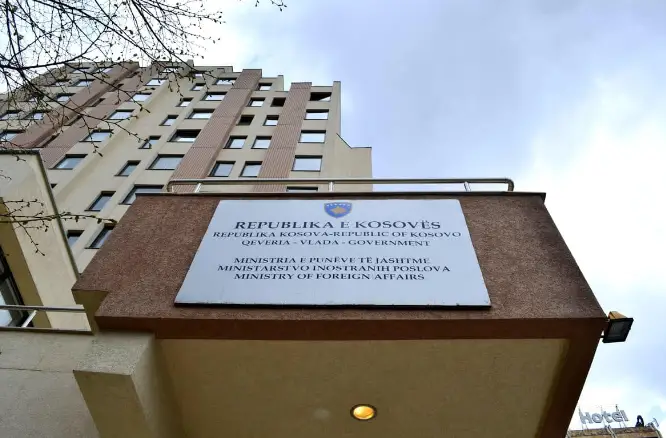 REPUBLIKA E KOSOVËS
REPUBLIKA KOSOVA-REPUBLIC OF KOSOVO
QEVERIA - VLADA - GOVERNMENT
MINISTRIA E PUNËVE TË JASHTME
MINISTARSTVO INOSTRANIH POSLOVA
MINISTRY OF FOREIGN AFFAIRS
Hotel